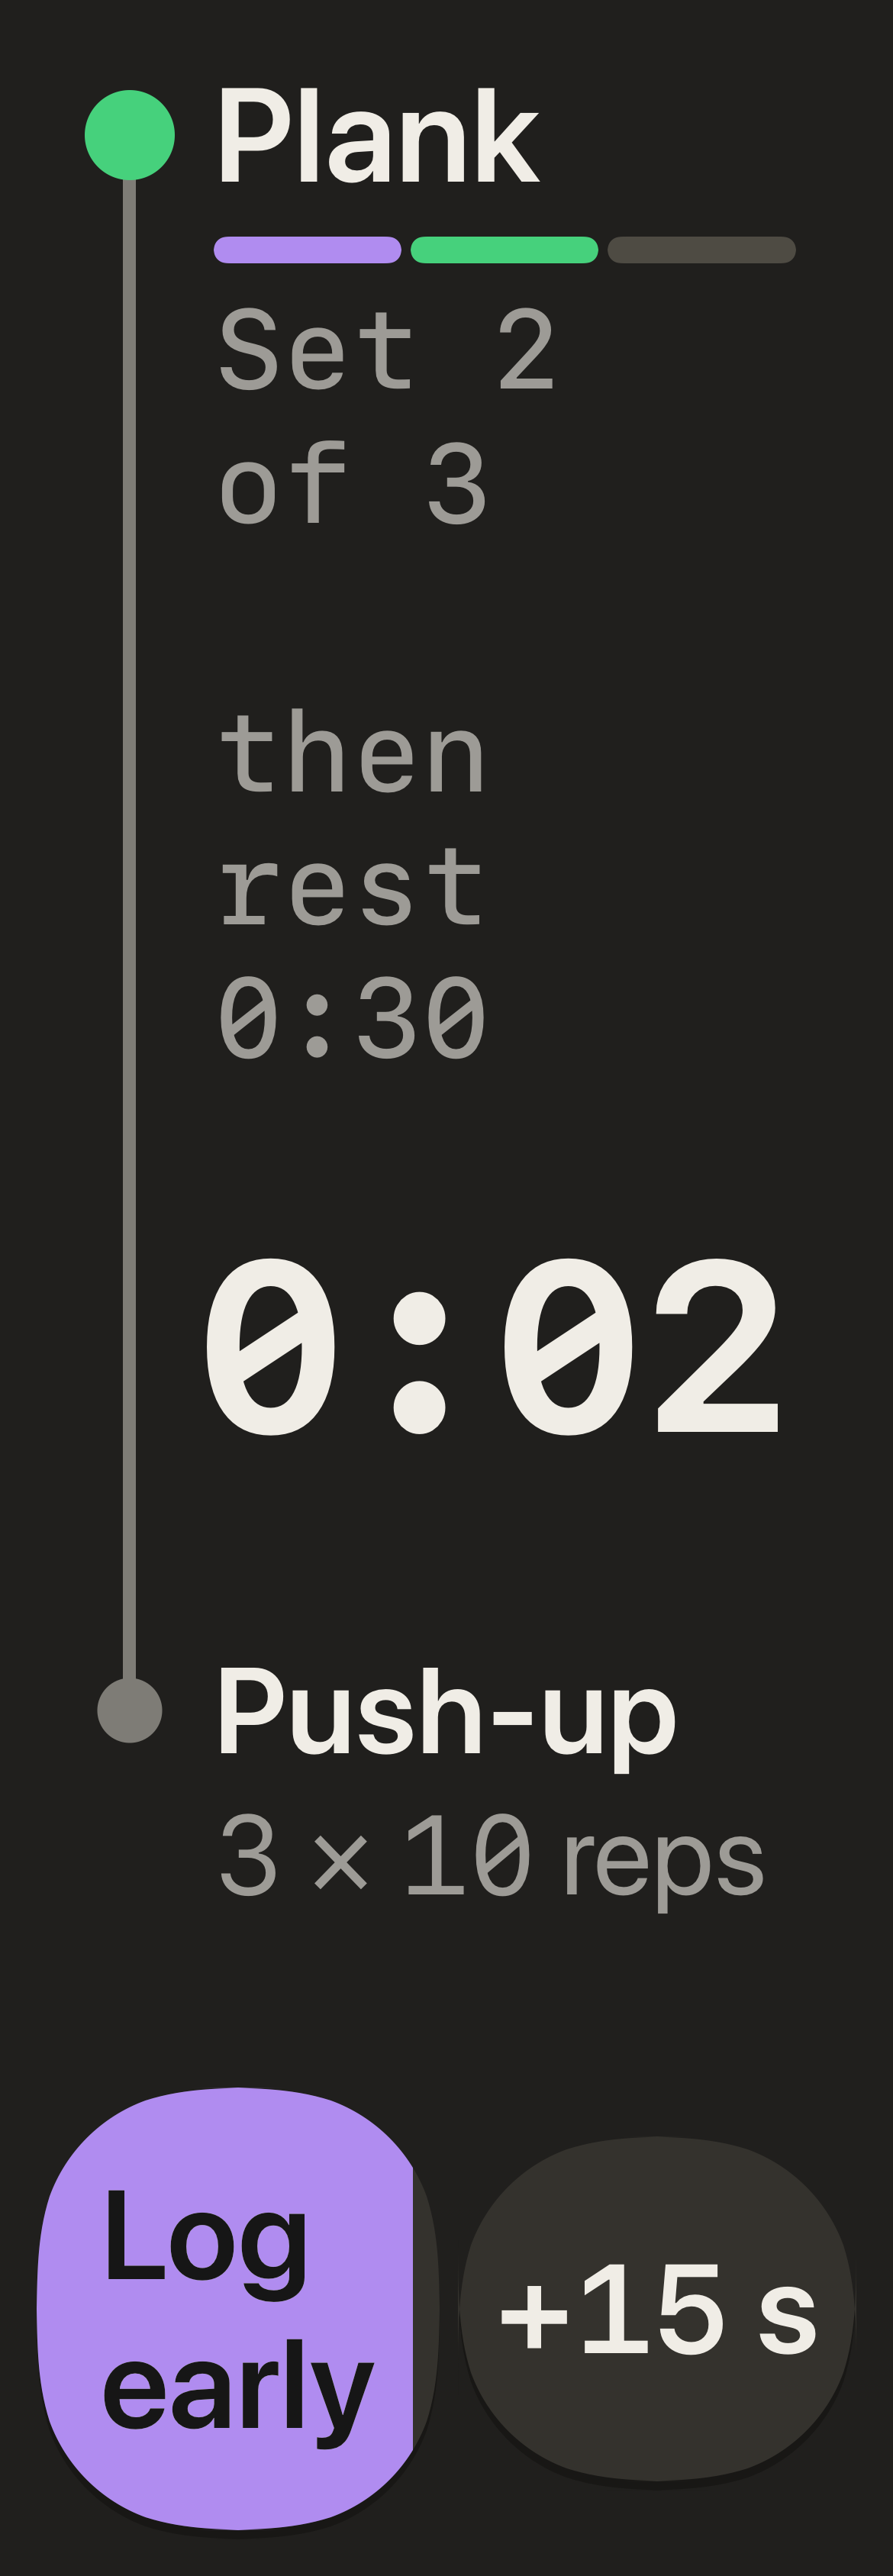 Plank
Set 2
of 3
then
rest
0:30
0:02
Push-up
3 × 10 reps
Log
early
+15 s